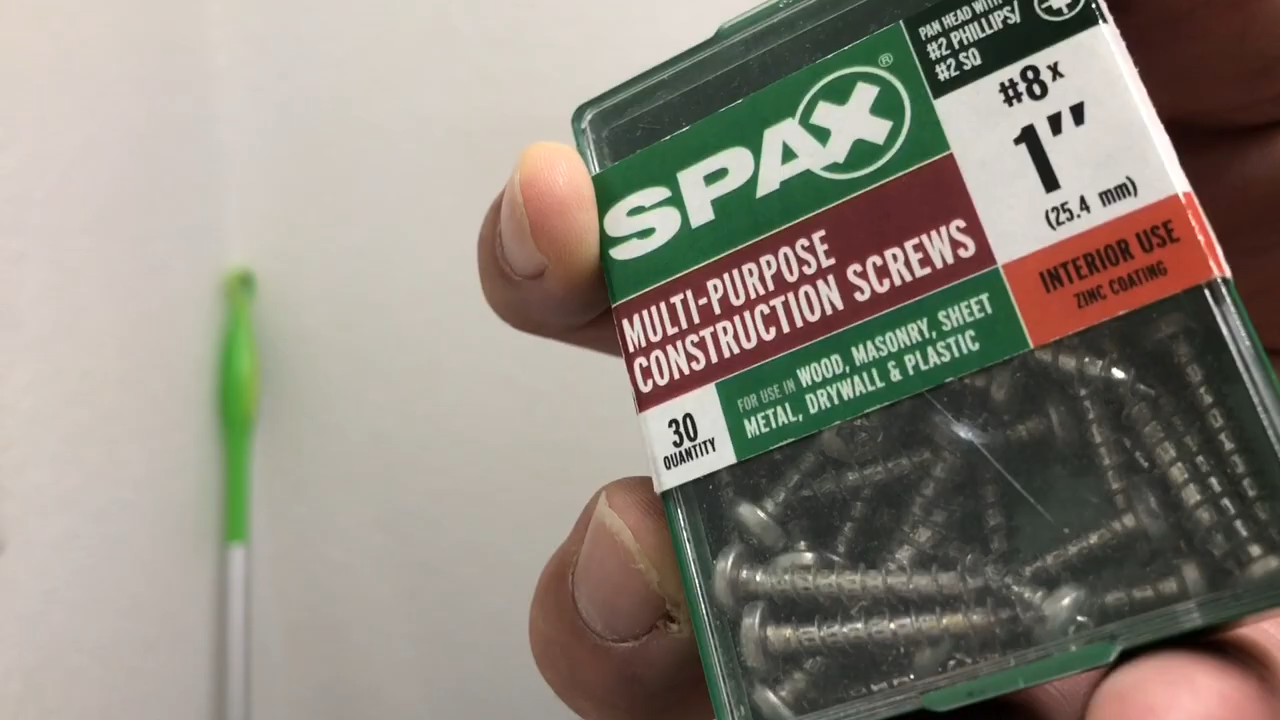 SPAX®
PAN HEAD WITH
#2 PHILLIPS/
#2 SQ
#8x
1"
(25.4 mm)
MULTI-PURPOSE
CONSTRUCTION SCREWS
INTERIOR USE
ZINC COATING
30
QUANTITY
FOR USE IN WOOD, MASONRY, SHEET
METAL, DRYWALL & PLASTIC